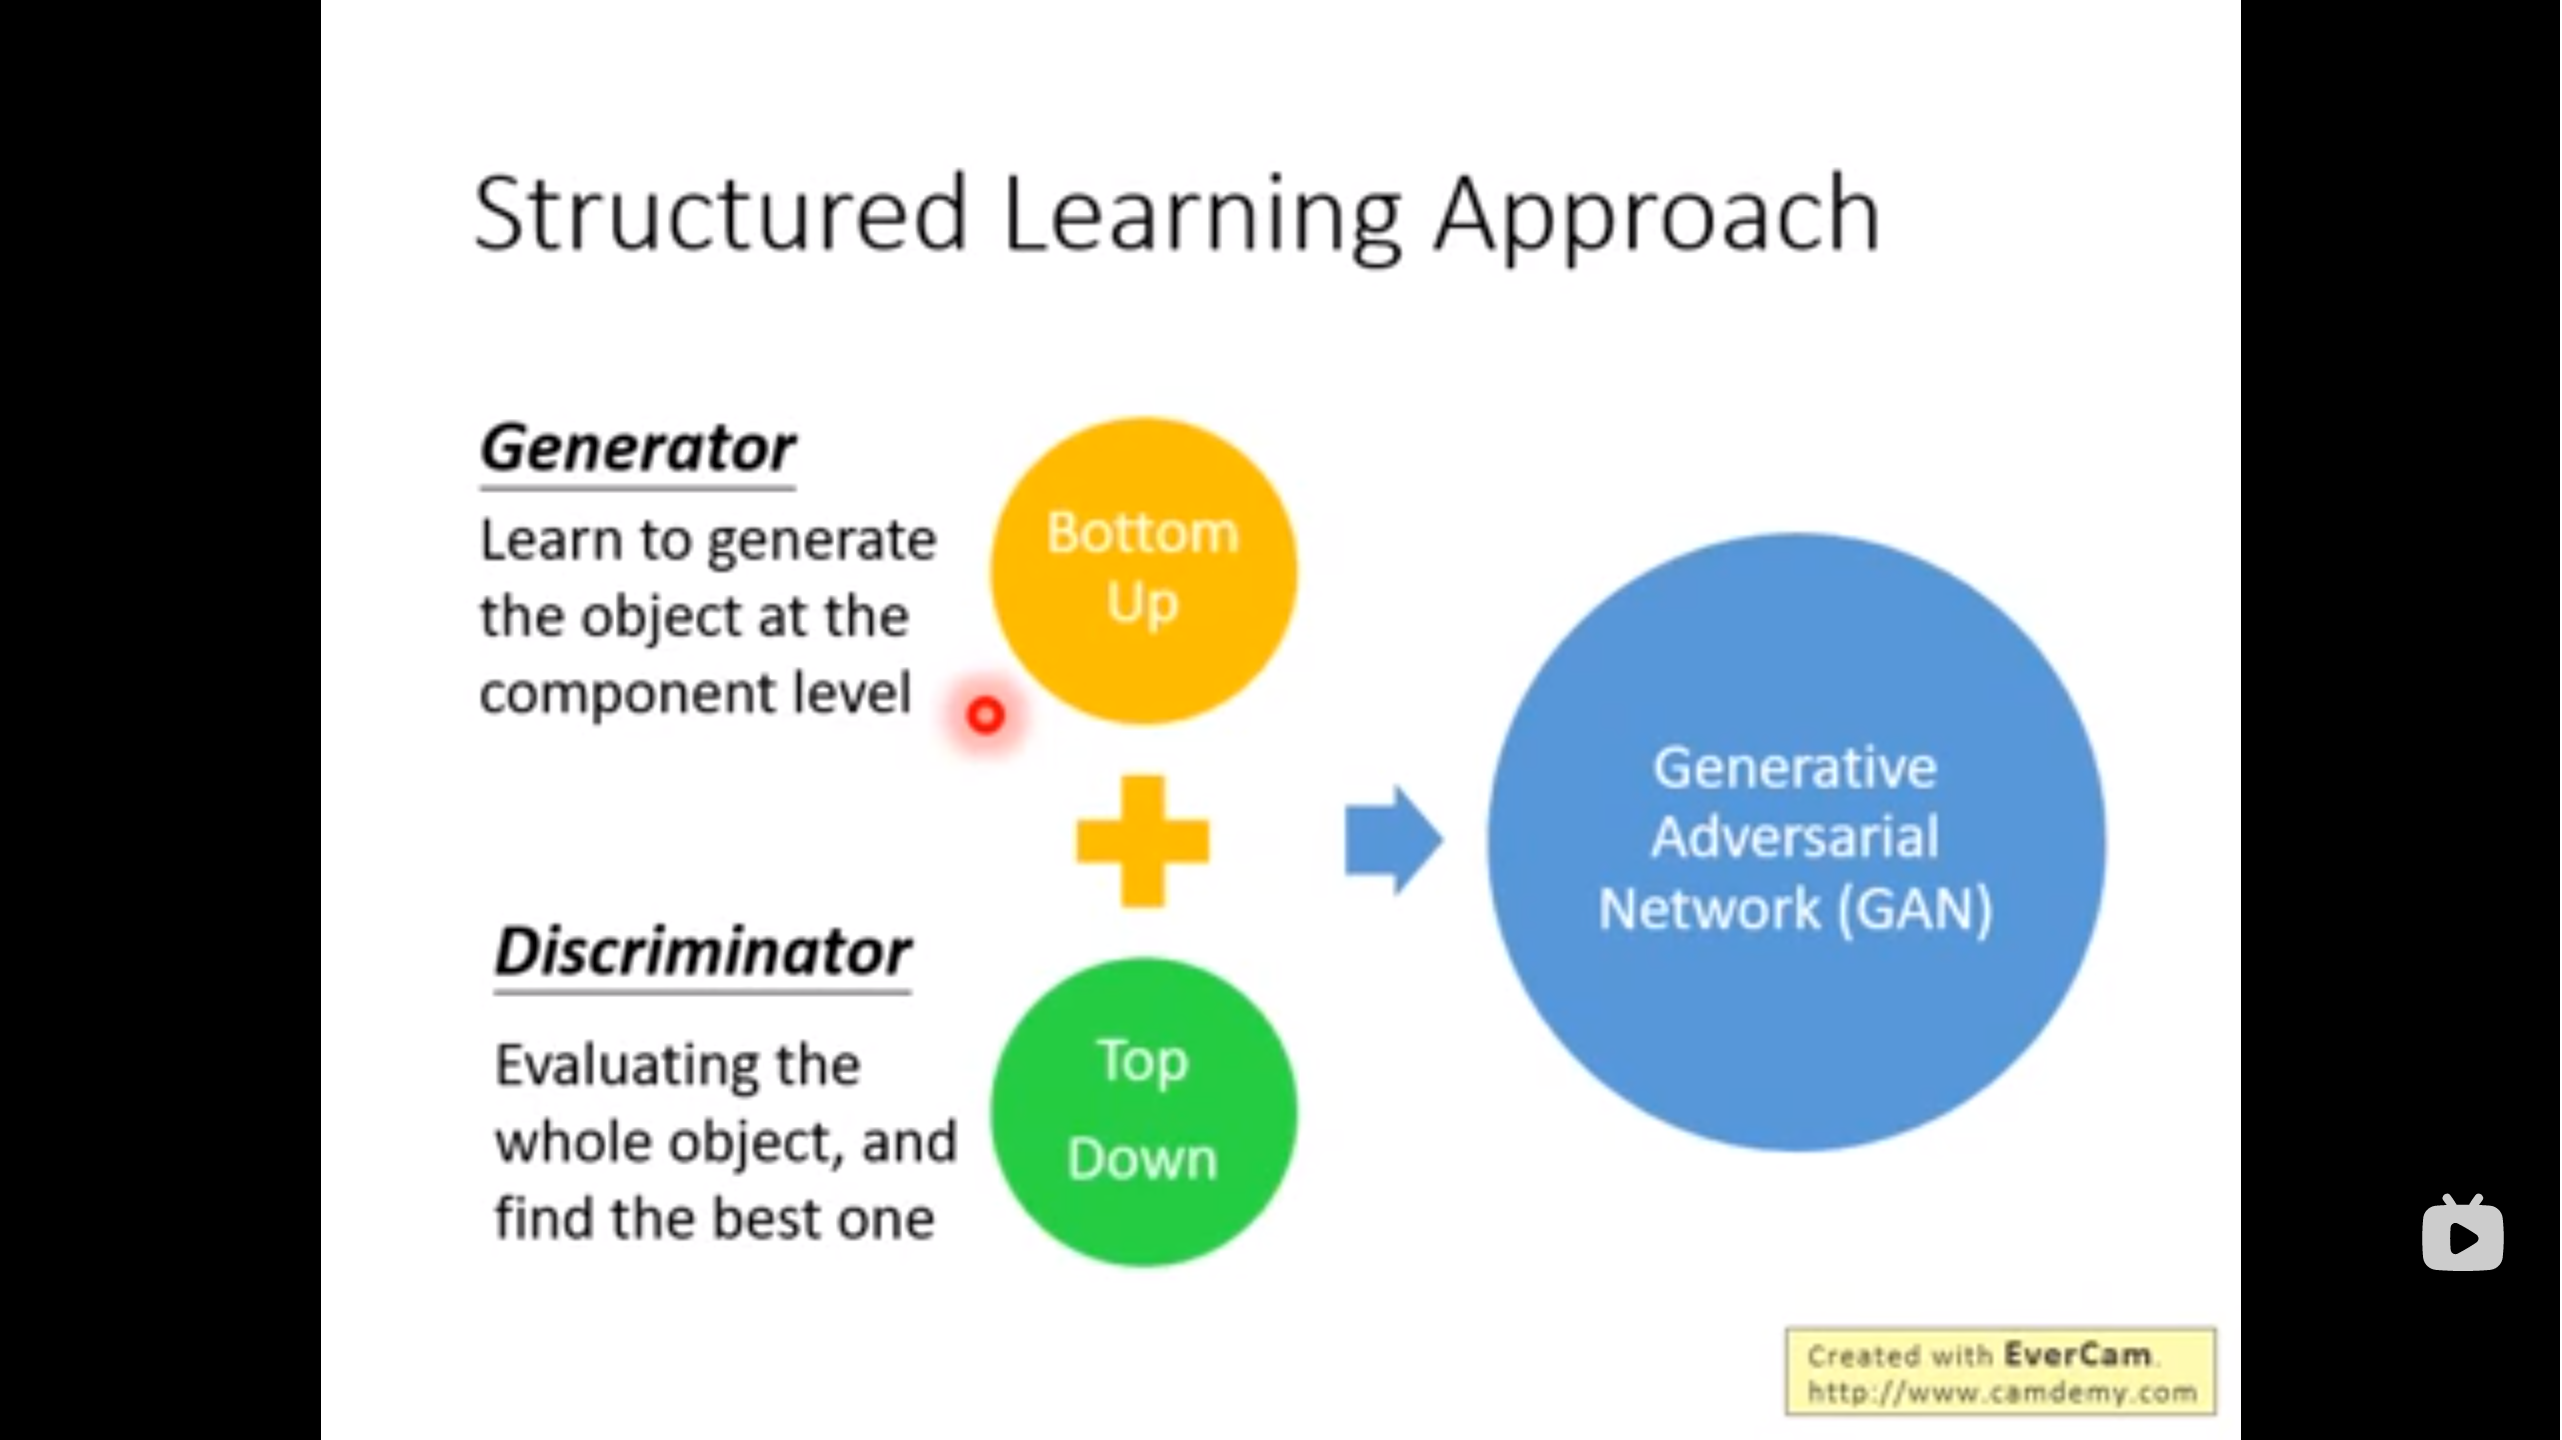 Structured Learning Approach
Generator
Learn to generate
the object at the
component level
Bottom
Up
Discriminator
Evaluating the
whole object, and
find the best one
Top
Down
Generative
Adversarial
Network (GAN)
Created with EverCam.
http://www.camdemy.com